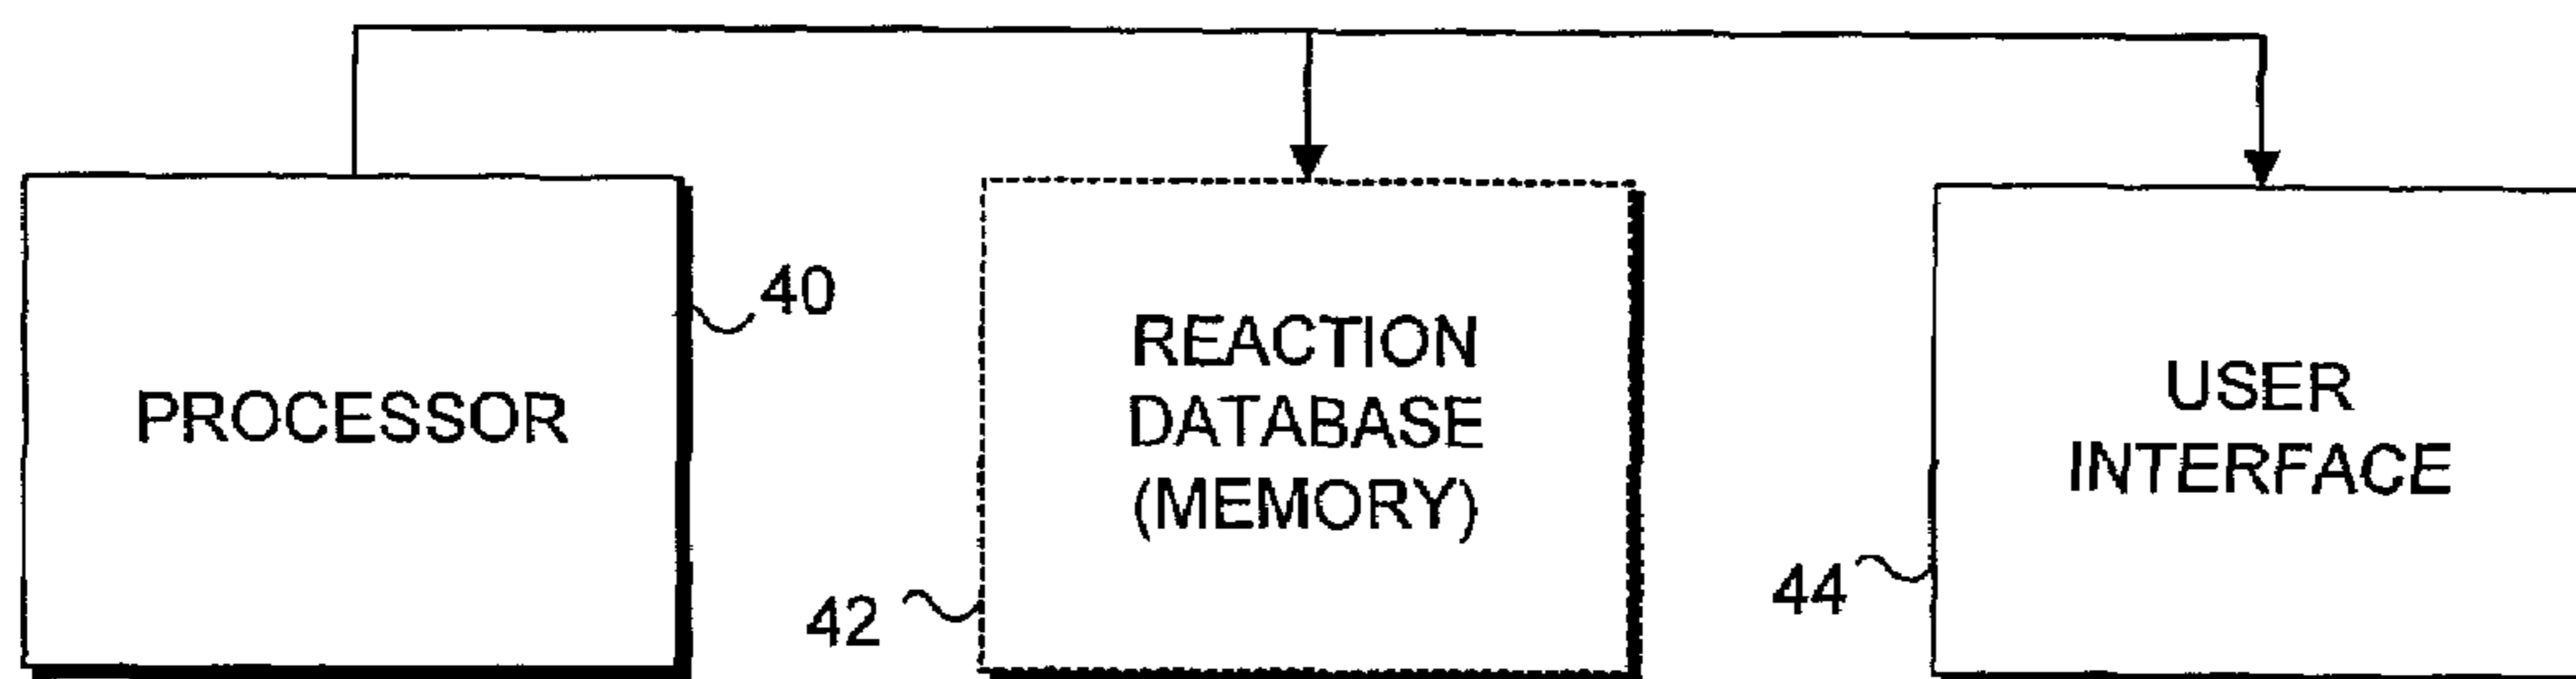 PROCESSOR
40
REACTION
DATABASE
(MEMORY)
42
USER
INTERFACE
44